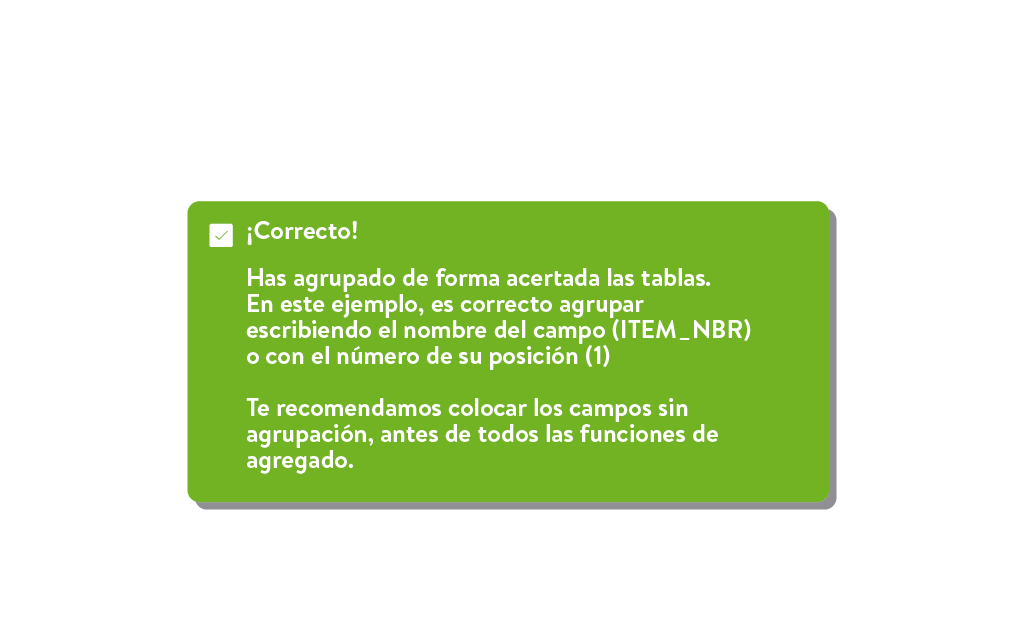 ¡Correcto!
Has agrupado de forma acertada las tablas.
En este ejemplo, es correcto agrupar
escribiendo el nombre del campo (ITEM_NBR)
o con el número de su posición (1)
Te recomendamos colocar los campos sin
agrupación, antes de todos las funciones de
agregado.